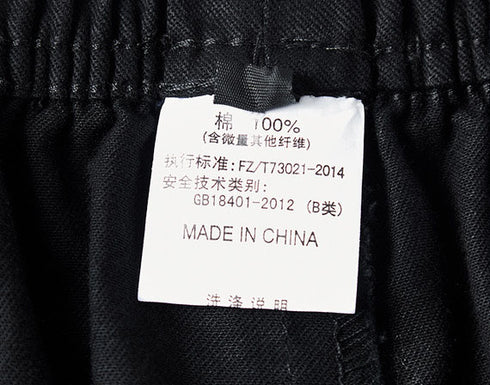 棉 100%
(含微量其他纤维)
执行标准: FZ/T73021-2014
安全技术类别:
GB18401-2012 (B类)
MADE IN CHINA
洗涤说明